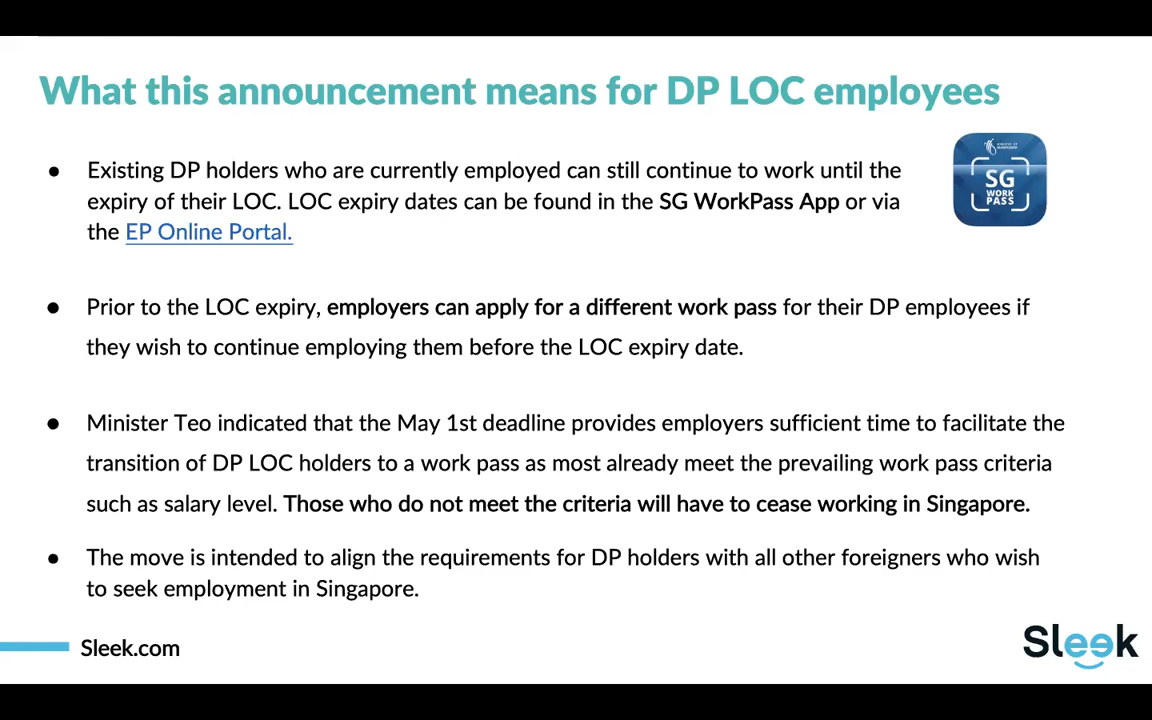 What this announcement means for DP LOC employees
● Existing DP holders who are currently employed can still continue to work until the
expiry of their LOC. LOC expiry dates can be found in the SG WorkPass App or via
the EP Online Portal.
SG
WORK
PASS
● Prior to the LOC expiry, employers can apply for a different work pass for their DP employees if
they wish to continue employing them before the LOC expiry date.
● Minister Teo indicated that the May 1st deadline provides employers sufficient time to facilitate the
transition of DP LOC holders to a work pass as most already meet the prevailing work pass criteria
such as salary level. Those who do not meet the criteria will have to cease working in Singapore.
● The move is intended to align the requirements for DP holders with all other foreigners who wish
to seek employment in Singapore.
Sleek.com
Sleek